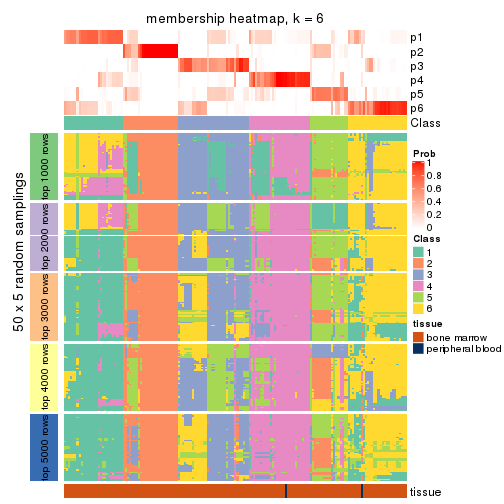 membership heatmap, k = 6
p1
p2
p3
p4
p5
p6
Class
50 x 5 random samplings
top 1000 rows
top 2000 rows
top 3000 rows
top 4000 rows
top 5000 rows
Prob
1
0.8
0.6
0.4
0.2
0
Class
1
2
3
4
5
6
tissue
bone marrow
peripheral blood
tissue